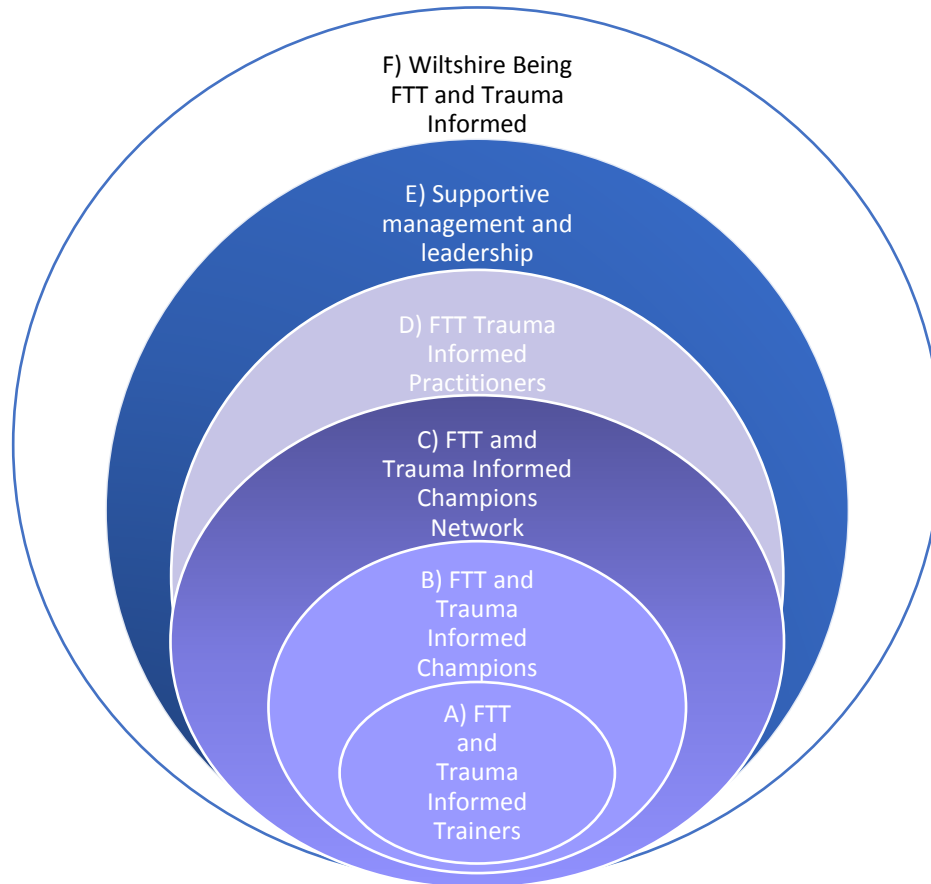 F) Wiltshire Being
FTT and Trauma
Informed
E) Supportive
management and
leadership
D) FTT Trauma
Informed
Practitioners
C) FTT amd
Trauma Informed
Champions
Network
B) FTT and
Trauma
Informed
Champions
A) FTT
and
Trauma
Informed
Trainers